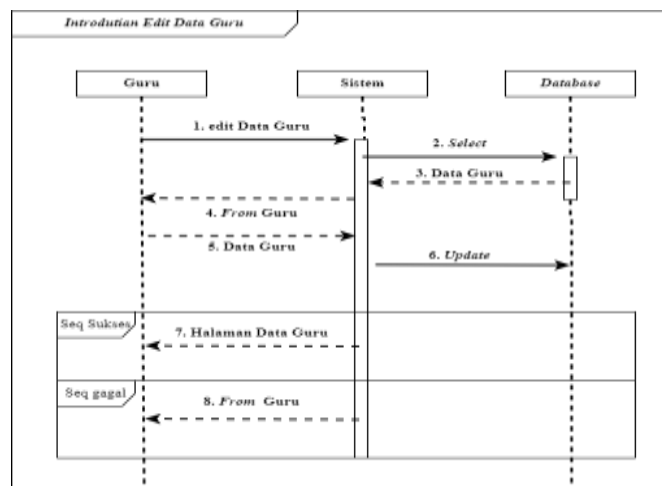 Introdutian Edit Data Guru
Guru
Sistem
Database
1. edit Data Guru
2. Select
3. Data Guru
4. From Guru
5. Data Guru
6. Update
Seq Sukses
7. Halaman Data Guru
Seq gagal
8. From Guru